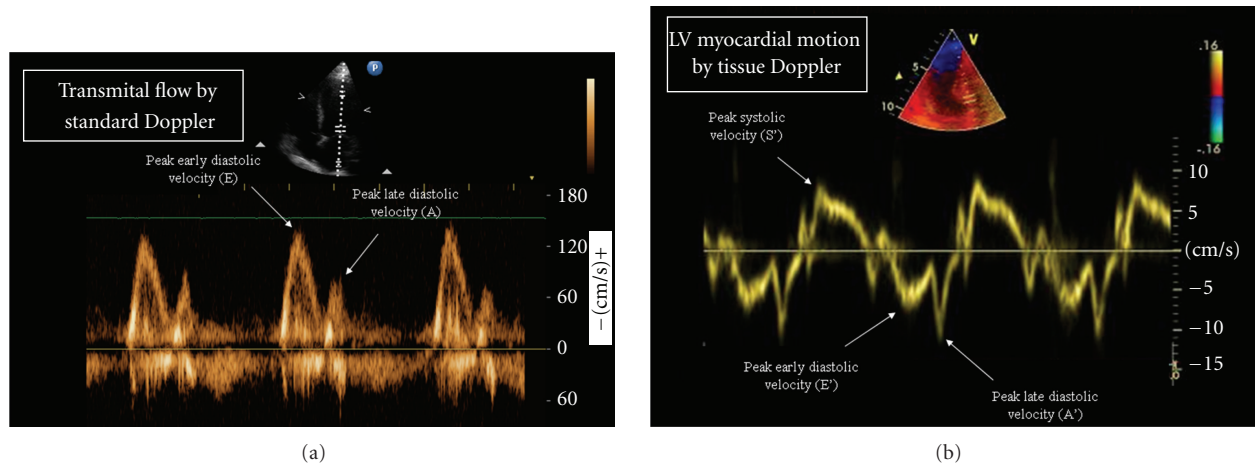 Transmital flow by
standard Doppler
P
V
Peak early diastolic
velocity (E)
Peak late diastolic
velocity (A)
180
120
60
0
60
− (cm/s)+
(a)
LV myocardial motion
by tissue Doppler
V
5
10
.16
-.16
Peak systolic
velocity (S’)
10
5
(cm/s)
−5
−10
−15
Peak early diastolic
velocity (E’)
Peak late diastolic
velocity (A’)
(b)